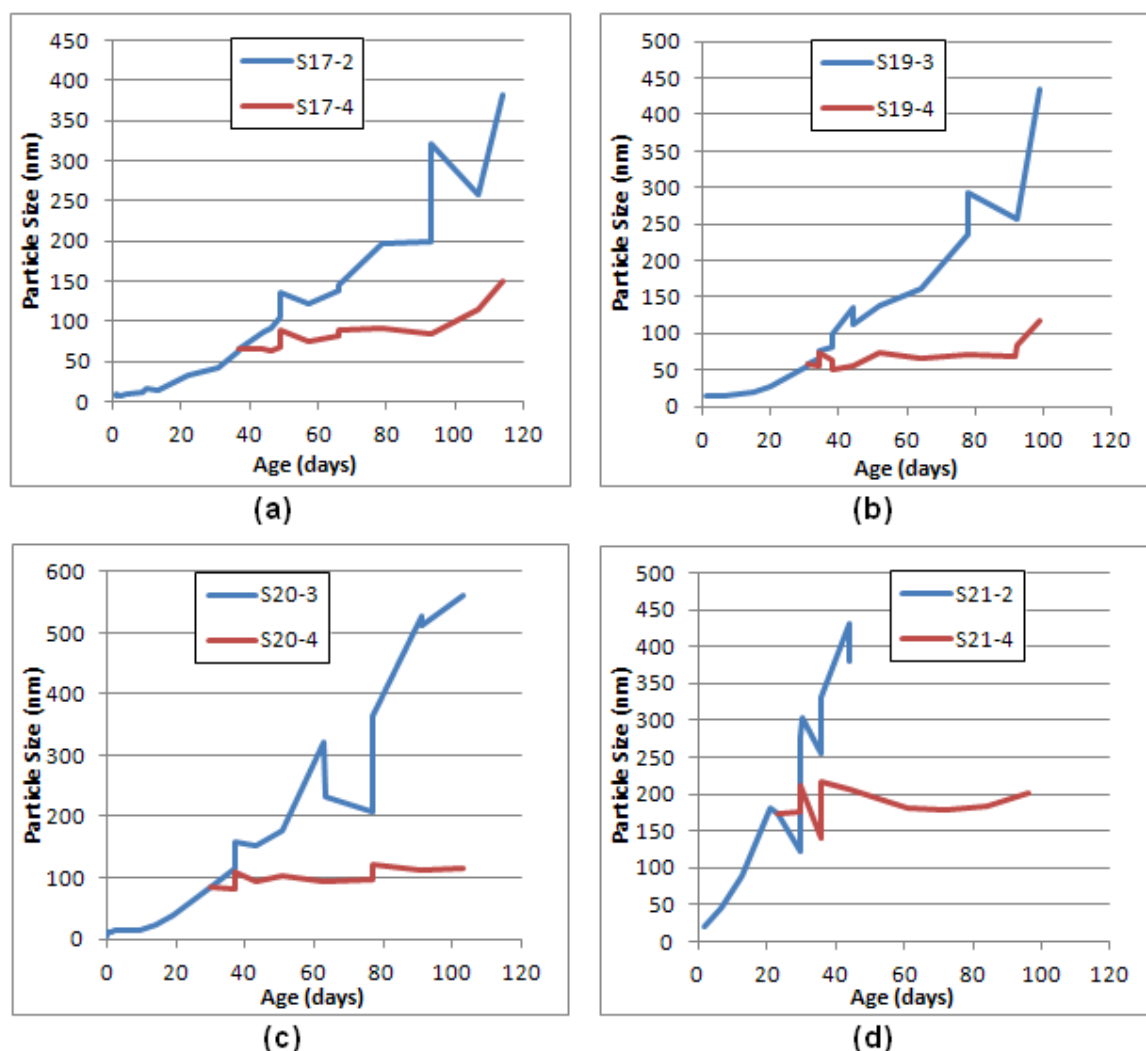 S17-2
S17-4
Particle Size (nm)
450
400
350
300
250
200
150
100
50
0
0 20 40 60 80 100 120
Age (days)
(a)
S19-3
S19-4
Particle Size (nm)
500
450
400
350
300
250
200
150
100
50
0
0 20 40 60 80 100 120
Age (days)
(b)
S20-3
S20-4
Particle Size (nm)
600
500
400
300
200
100
0
0 20 40 60 80 100 120
Age (days)
(c)
S21-2
S21-4
Particle Size (nm)
500
450
400
350
300
250
200
150
100
50
0
0 20 40 60 80 100 120
Age (days)
(d)